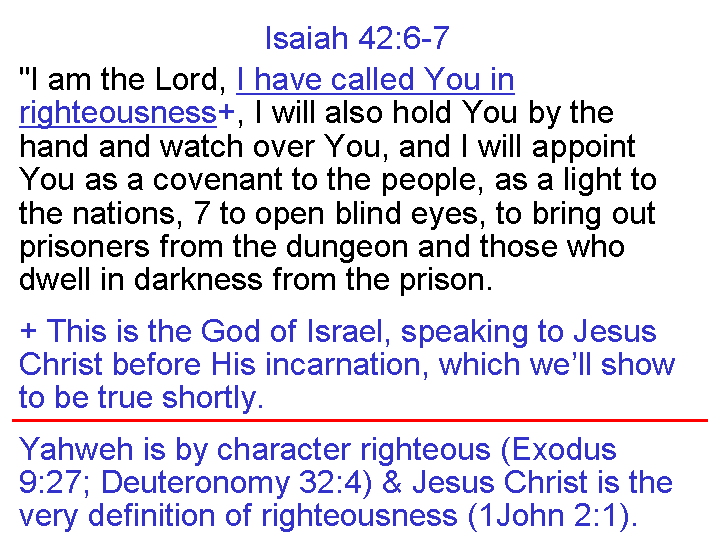 Isaiah 42:6-7
"I am the Lord, I have called You in
righteousness+, I will also hold You by the
hand and watch over You, and I will appoint
You as a covenant to the people, as a light to
the nations, 7 to open blind eyes, to bring out
prisoners from the dungeon and those who
dwell in darkness from the prison.
+ This is the God of Israel, speaking to Jesus
Christ before His incarnation, which we’ll show
to be true shortly.
Yahweh is by character righteous (Exodus
9:27; Deuteronomy 32:4) & Jesus Christ is the
very definition of righteousness (1John 2:1).